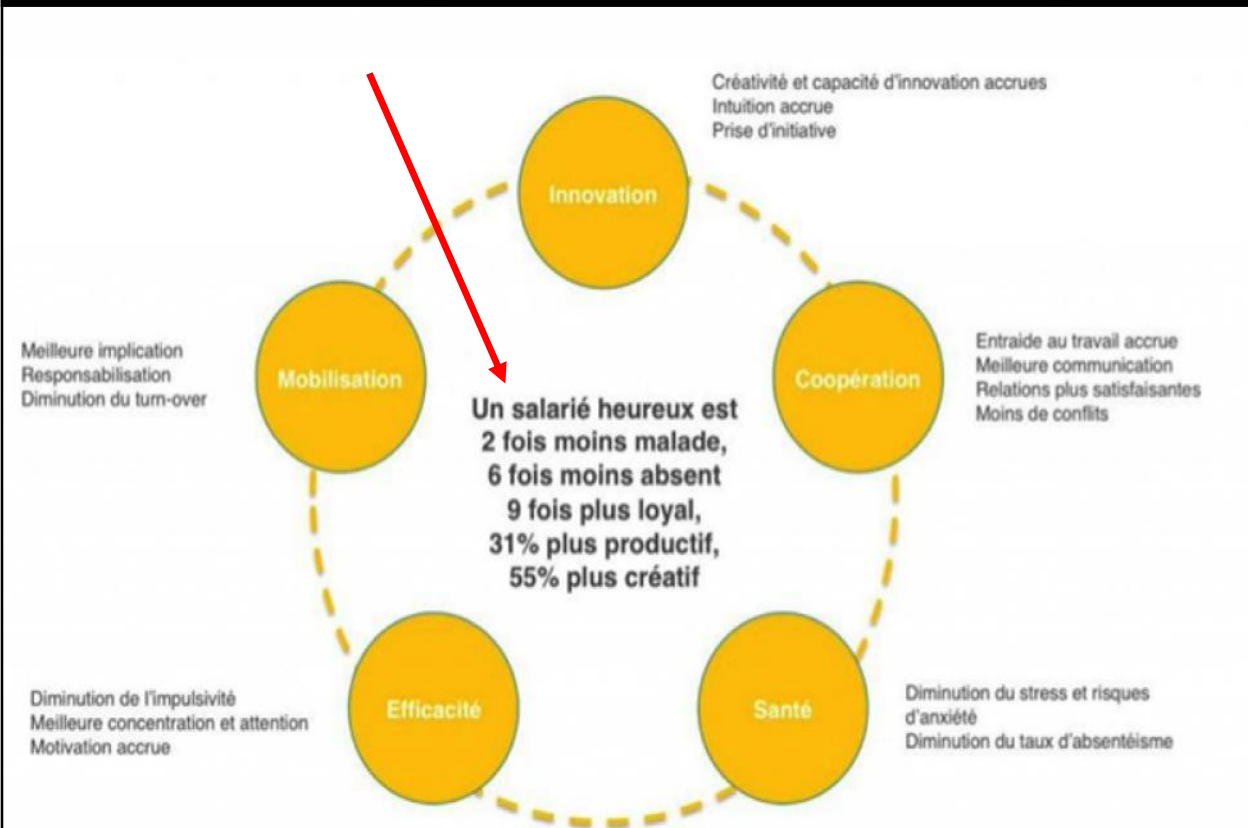 Créativité et capacité d'innovation accrues
Intuition accrue
Prise d'initiative
Innovation
Meilleure implication
Responsabilisation
Diminution du turn-over
Mobilisation
Coopération
Entraide au travail accrue
Meilleure communication
Relations plus satisfaisantes
Moins de conflits
Un salarié heureux est
2 fois moins malade,
6 fois moins absent
9 fois plus loyal,
31% plus productif,
55% plus créatif
Diminution de l'impulsivité
Meilleure concentration et attention
Motivation accrue
Efficacité
Santé
Diminution du stress et risques
d'anxiété
Diminution du taux d'absentéisme